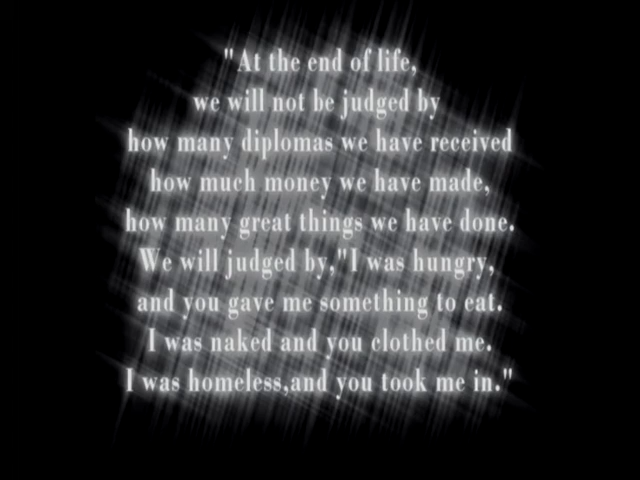 "At the end of life,
we will not be judged by
how many diplomas we have received
how much money we have made,
how many great things we have done.
We will judged by,"I was hungry,
and you gave me something to eat.
I was naked and you clothed me.
I was homeless,and you took me in."